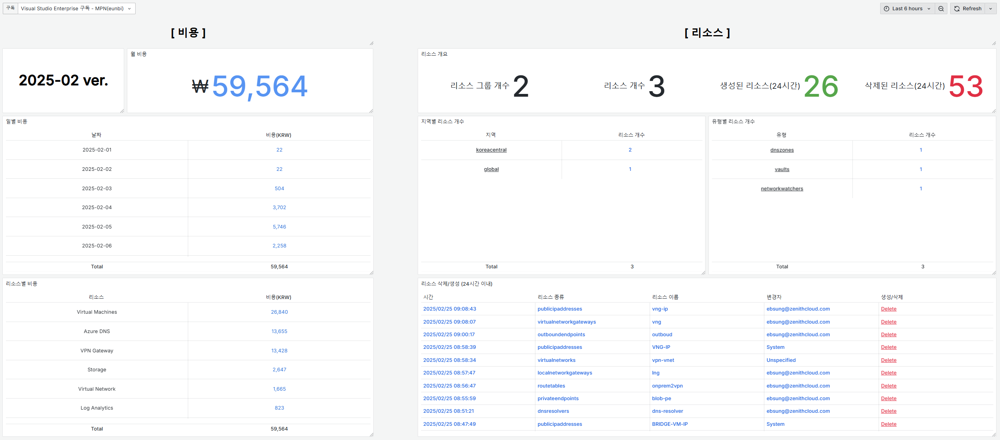 구독 Visual Studio Enterprise 구독 - MPN(eunbi)
Last 6 hours
Refresh
[ 비용 ]
2025-02 ver.
월 비용
₩59,564
일별 비용
날짜 비용(KRW)
2025-02-01 22
2025-02-02 22
2025-02-03 504
2025-02-04 3,702
2025-02-05 5,746
2025-02-06 2,258
Total 59,564
리소스별 비용
리소스 비용(KRW)
Virtual Machines 26,840
Azure DNS 13,655
VPN Gateway 13,428
Storage 2,647
Virtual Network 1,665
Log Analytics 823
Total 59,564
[ 리소스 ]
리소스 개요
리소스 그룹 개수 2
리소스 개수 3
생성된 리소스(24시간) 26
삭제된 리소스(24시간) 53
지역별 리소스 개수
지역 리소스 개수
koreacentral 2
global 1
Total 3
유형별 리소스 개수
유형 리소스 개수
dnszones 1
vaults 1
networkwatchers 1
Total 3
리소스 삭제/생성 (24시간 이내)
시간 리소스 종류 리소스 이름 변경자 생성/삭제
2025/02/25 09:08:43 publicipaddresses vng-ip ebsung@zenithcloud.com Delete
2025/02/25 09:08:07 virtualnetworkgateways vng ebsung@zenithcloud.com Delete
2025/02/25 09:00:17 outboundendpoints outboud ebsung@zenithcloud.com Delete
2025/02/25 08:58:39 publicipaddresses VNG-IP System Delete
2025/02/25 08:58:34 virtualnetworks vpn-vnet Unspecified Delete
2025/02/25 08:57:47 localnetworkgateways lng ebsung@zenithcloud.com Delete
2025/02/25 08:56:47 routetables onprem2vpn ebsung@zenithcloud.com Delete
2025/02/25 08:55:59 privateendpoints blob-pe ebsung@zenithcloud.com Delete
2025/02/25 08:51:21 dnsresolvers dns-resolver ebsung@zenithcloud.com Delete
2025/02/25 08:47:49 publicipaddresses BRIDGE-VM-IP System Delete